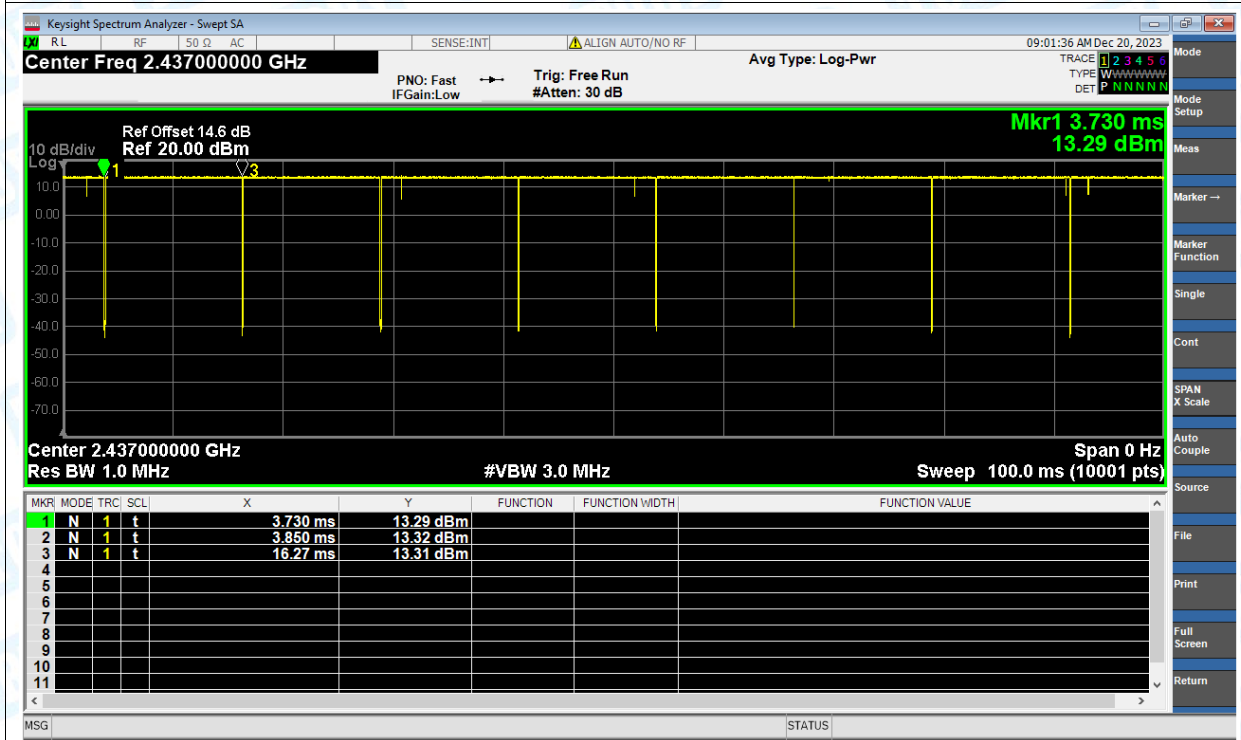 Keysight Spectrum Analyzer - Swept SA
LXI RL RF 50 Ω AC SENSE:INT ALIGN AUTO/NO RF 09:01:36 AM Dec 20, 2023
Center Freq 2.437000000 GHz
PNO: Fast Trig: Free Run
IFGain:Low #Atten: 30 dB
Avg Type: Log-Pwr
TRACE 1 2 3 4 5 6
TYPE WWWWWW
DET P N N N N N
Mkr1 3.730 ms
13.29 dBm
Ref Offset 14.6 dB
10 dB/div Ref 20.00 dBm
Log
1
3
10.0
0.00
-10.0
-20.0
-30.0
-40.0
-50.0
-60.0
-70.0
Center 2.437000000 GHz Span 0 Hz
Res BW 1.0 MHz #VBW 3.0 MHz Sweep 100.0 ms (10001 pts)
MKR MODE TRC SCL X Y FUNCTION FUNCTION WIDTH FUNCTION VALUE
1 N 1 t 3.730 ms 13.29 dBm
2 N 1 t 3.850 ms 13.32 dBm
3 N 1 t 16.27 ms 13.31 dBm
4
5
6
7
8
9
10
11
MSG STATUS
Mode
Mode
Setup
Meas
Marker→
Marker
Function
Single
Cont
SPAN
X Scale
Auto
Couple
Source
File
Print
Full
Screen
Return